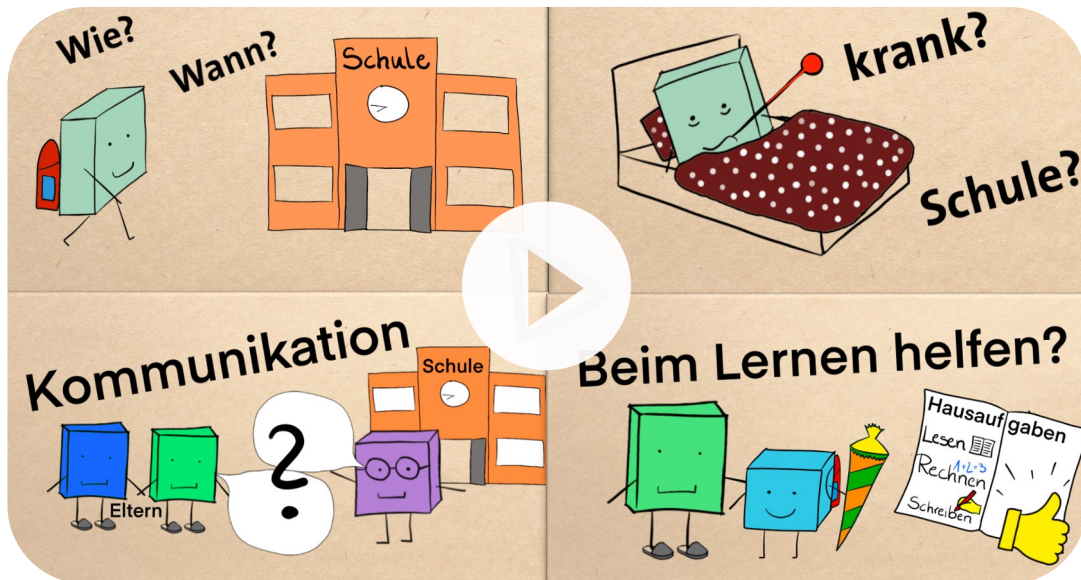 Wie?
Wann?
Schule
krank?
Schule?
Kommunikation
Schule
Eltern
?
Beim Lernen helfen?
Hausaufgaben
Lesen
1+2=3
Rechnen
Schreiben